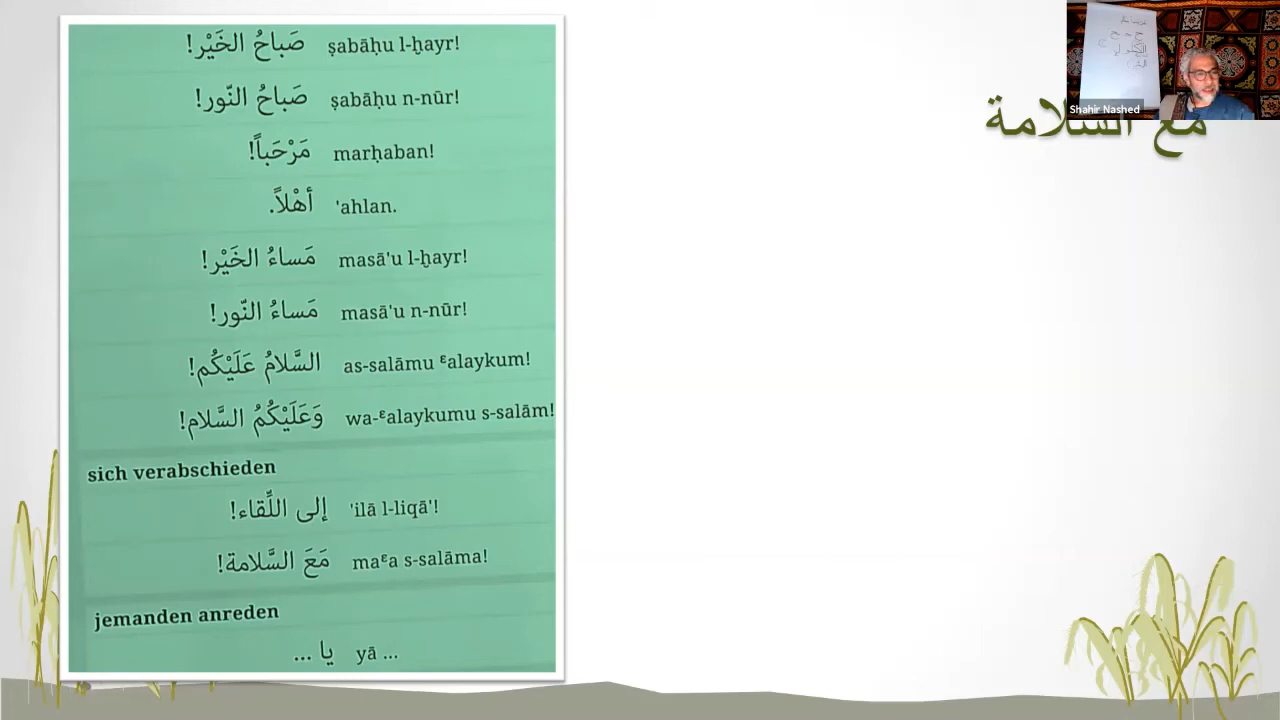 صَباحُ الخَيْر! ṣabāḥu l-ḫayr!
صَباحُ النّور! ṣabāḥu n-nūr!
مَرْحَباً! marḥaban!
أهْلاً. 'ahlan.
مَساءُ الخَيْر! masā'u l-ḫayr!
مَساءُ النّور! masā'u n-nūr!
السَّلامُ عَلَيْكُم! as-salāmu ᵋalaykum!
وَعَلَيْكُمُ السَّلام! wa-ᵋalaykumu s-salām!
sich verabschieden
إلى اللِّقاء! 'ilā l-liqā'!
مَعَ السَّلامة! maᵋa s-salāma!
jemanden anreden
يا ... yā ...
مع السلامة
Shahir Nashed